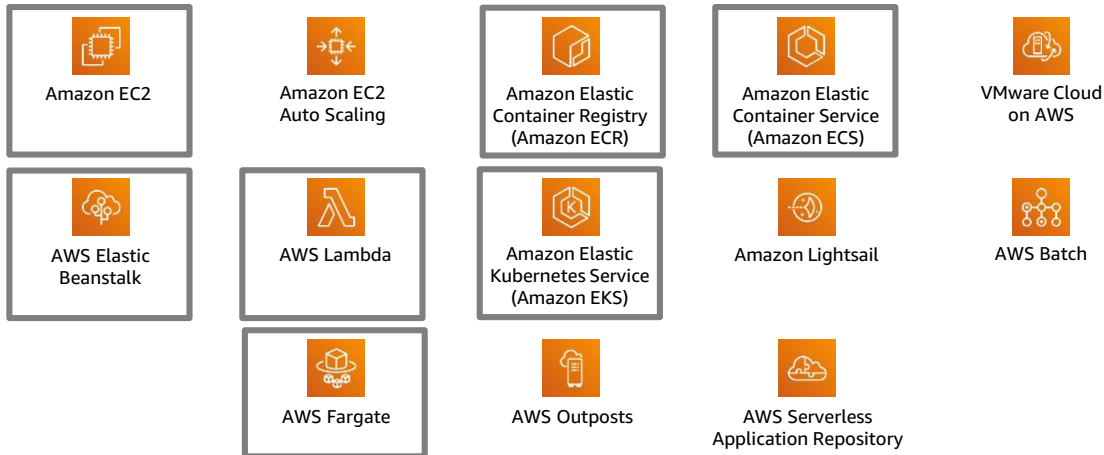 Amazon EC2
Amazon EC2
Auto Scaling
Amazon Elastic
Container Registry
(Amazon ECR)
Amazon Elastic
Container Service
(Amazon ECS)
VMware Cloud
on AWS
AWS Elastic
Beanstalk
AWS Lambda
Amazon Elastic
Kubernetes Service
(Amazon EKS)
Amazon Lightsail
AWS Batch
AWS Fargate
AWS Outposts
AWS Serverless
Application Repository